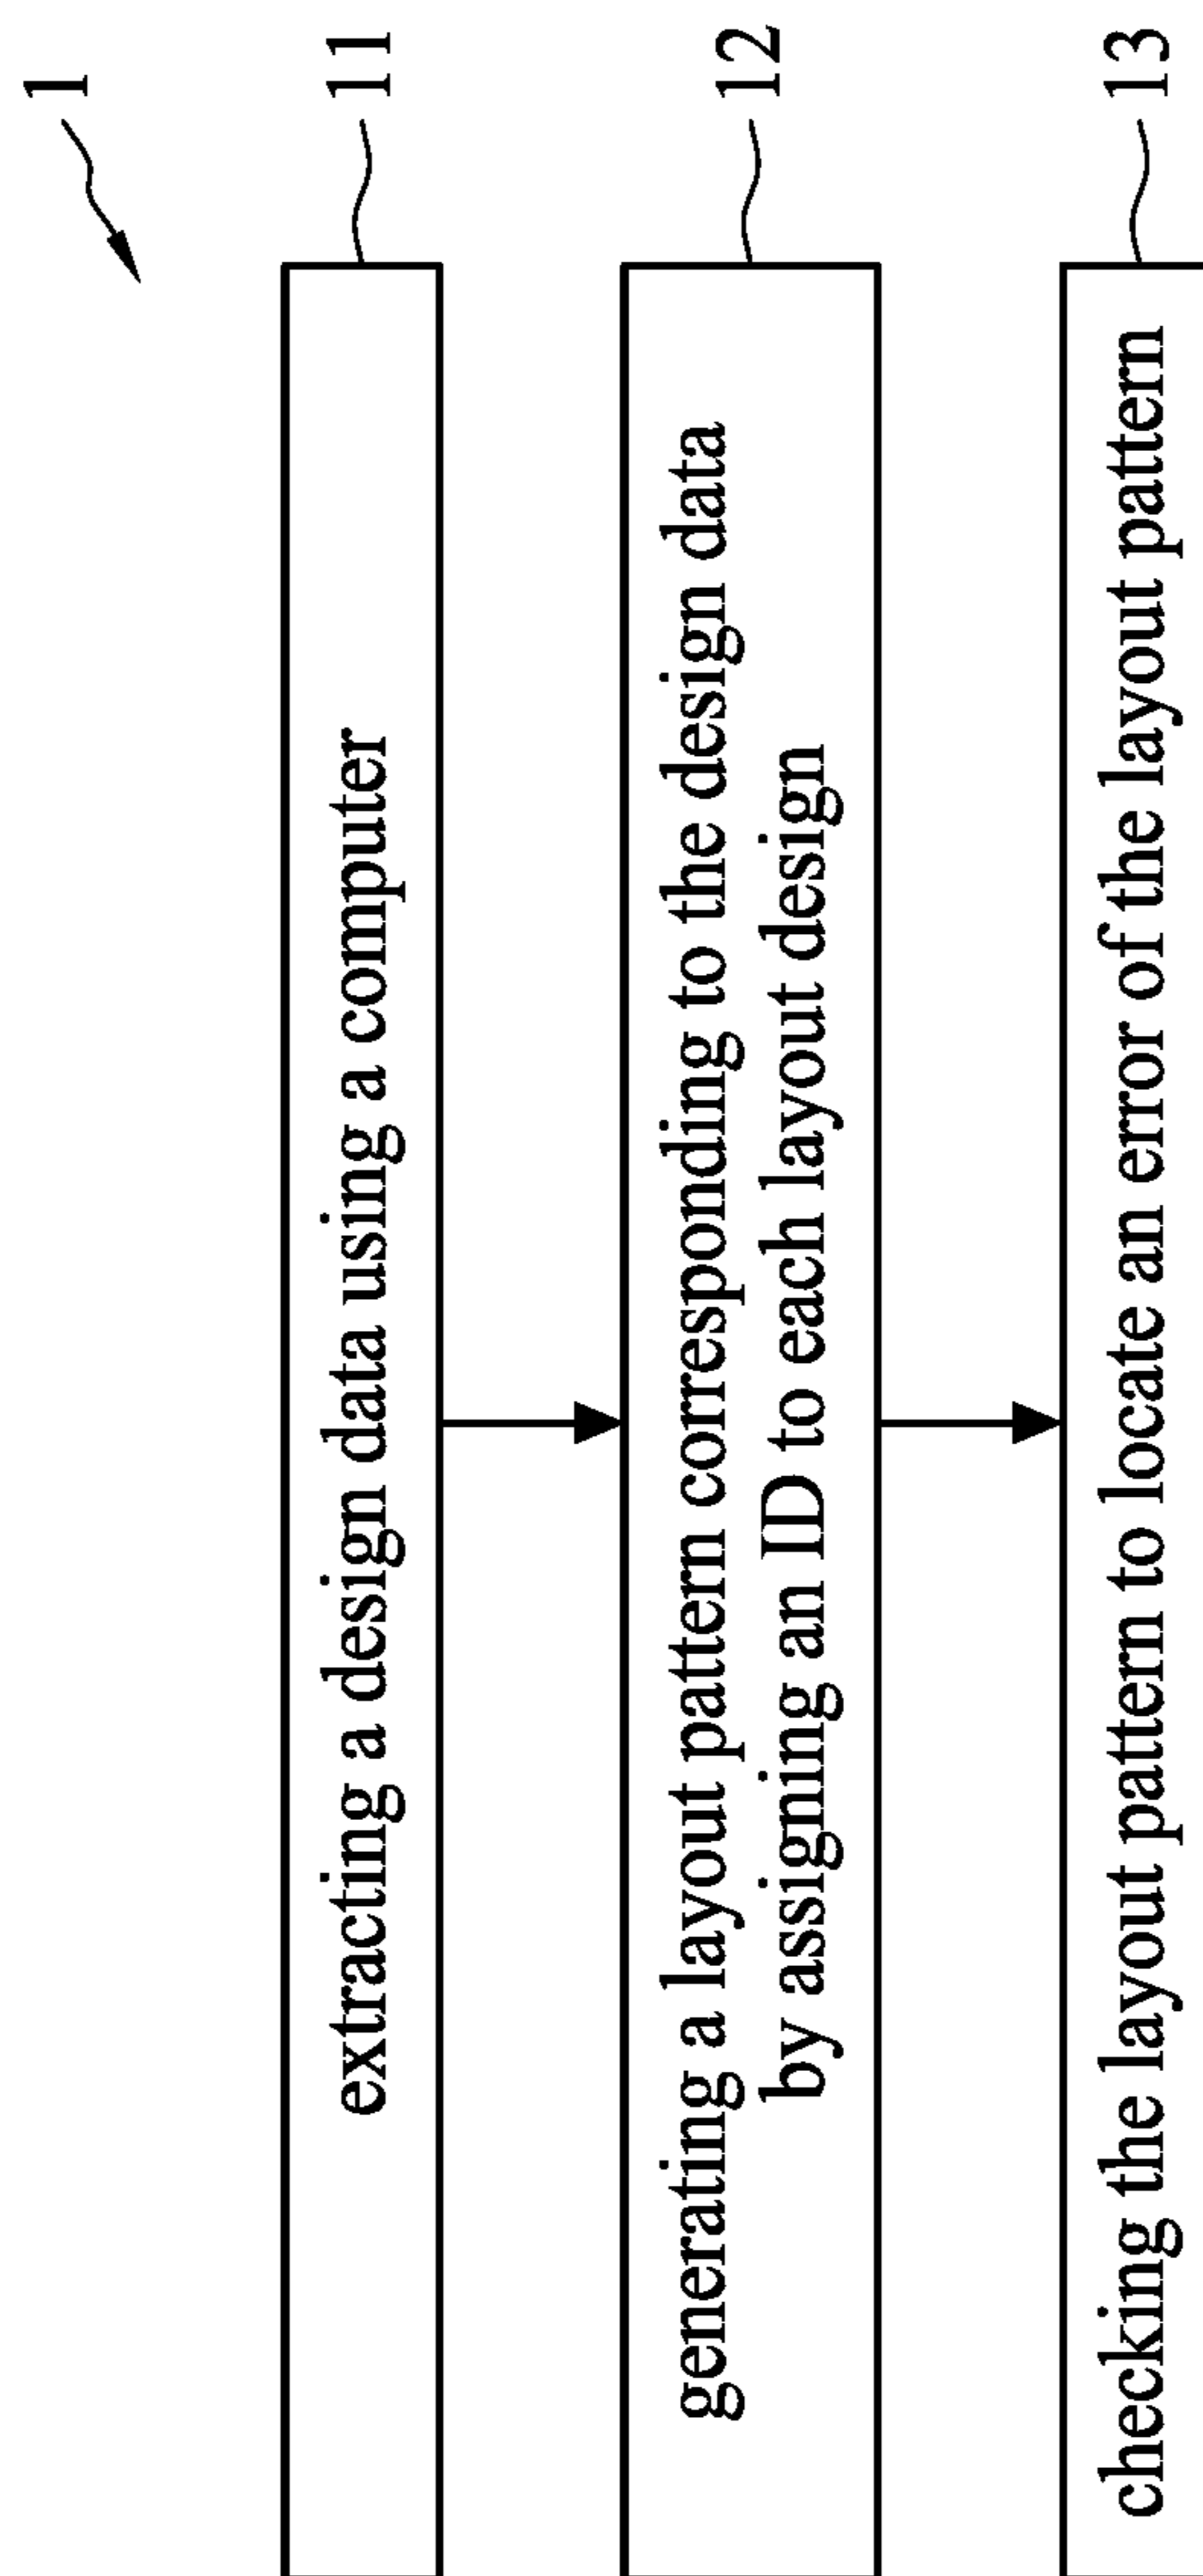 1
extracting a design data using a computer
11
generating a layout pattern corresponding to the design data
by assigning an ID to each layout design
12
checking the layout pattern to locate an error of the layout pattern
13